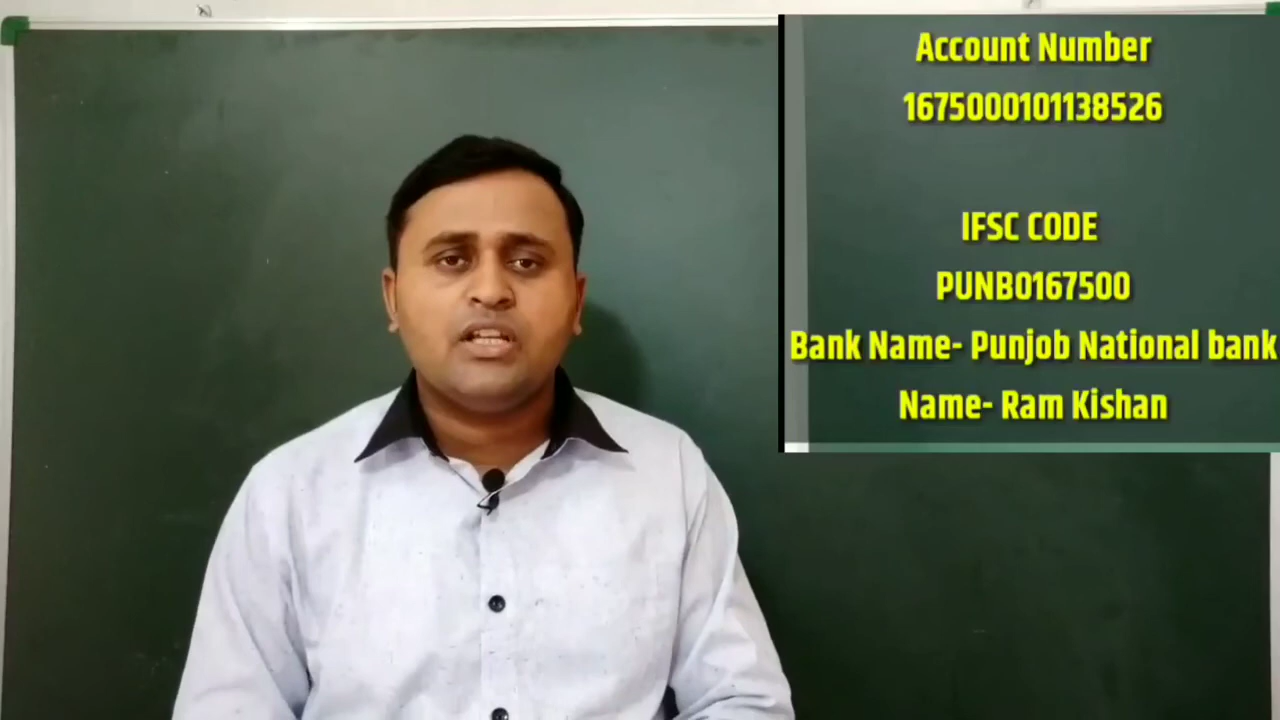 Account Number
1675000101138526
IFSC CODE
PUNB0167500
Bank Name- Punjob National bank
Name- Ram Kishan